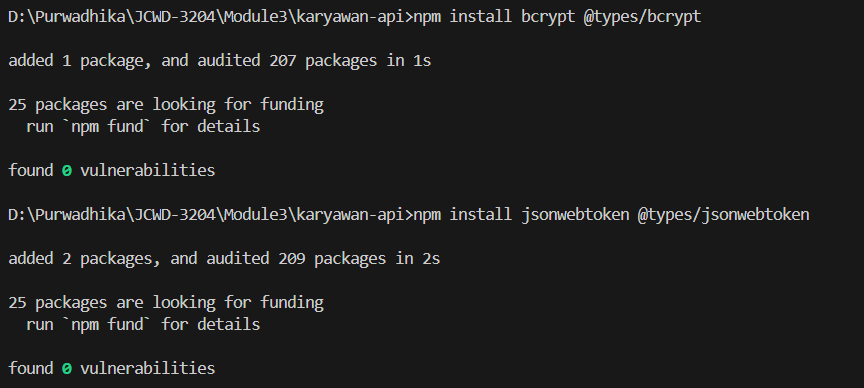 D:\Purwadhika\JCWD-3204\Module3\karyawan-api>npm install bcrypt @types/bcrypt
added 1 package, and audited 207 packages in 1s
25 packages are looking for funding
  run `npm fund` for details
found 0 vulnerabilities
D:\Purwadhika\JCWD-3204\Module3\karyawan-api>npm install jsonwebtoken @types/jsonwebtoken
added 2 packages, and audited 209 packages in 2s
25 packages are looking for funding
  run `npm fund` for details
found 0 vulnerabilities